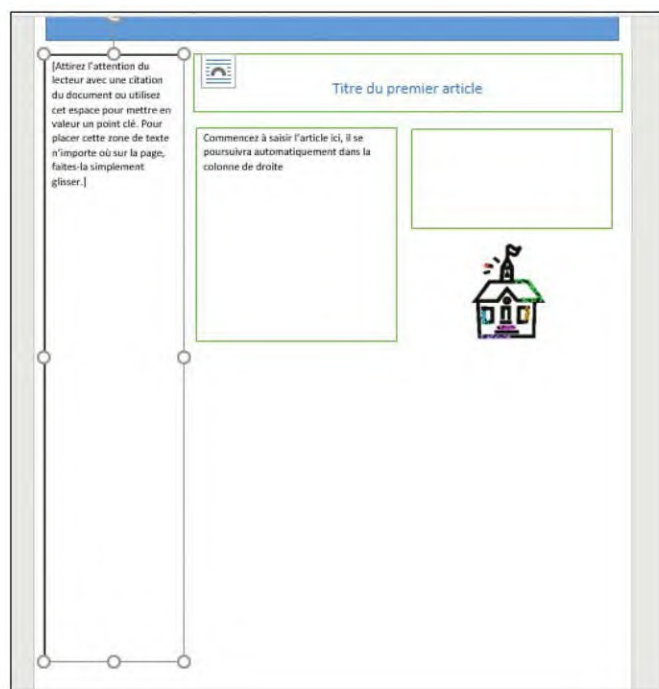 [Attirez l'attention du
lecteur avec une citation
du document ou utilisez
cet espace pour mettre en
valeur un point clé. Pour
placer cette zone de texte
n'importe où sur la page,
faites-la simplement
glisser.]
Titre du premier article
Commencez à saisir l'article ici, il se
poursuivra automatiquement dans la
colonne de droite